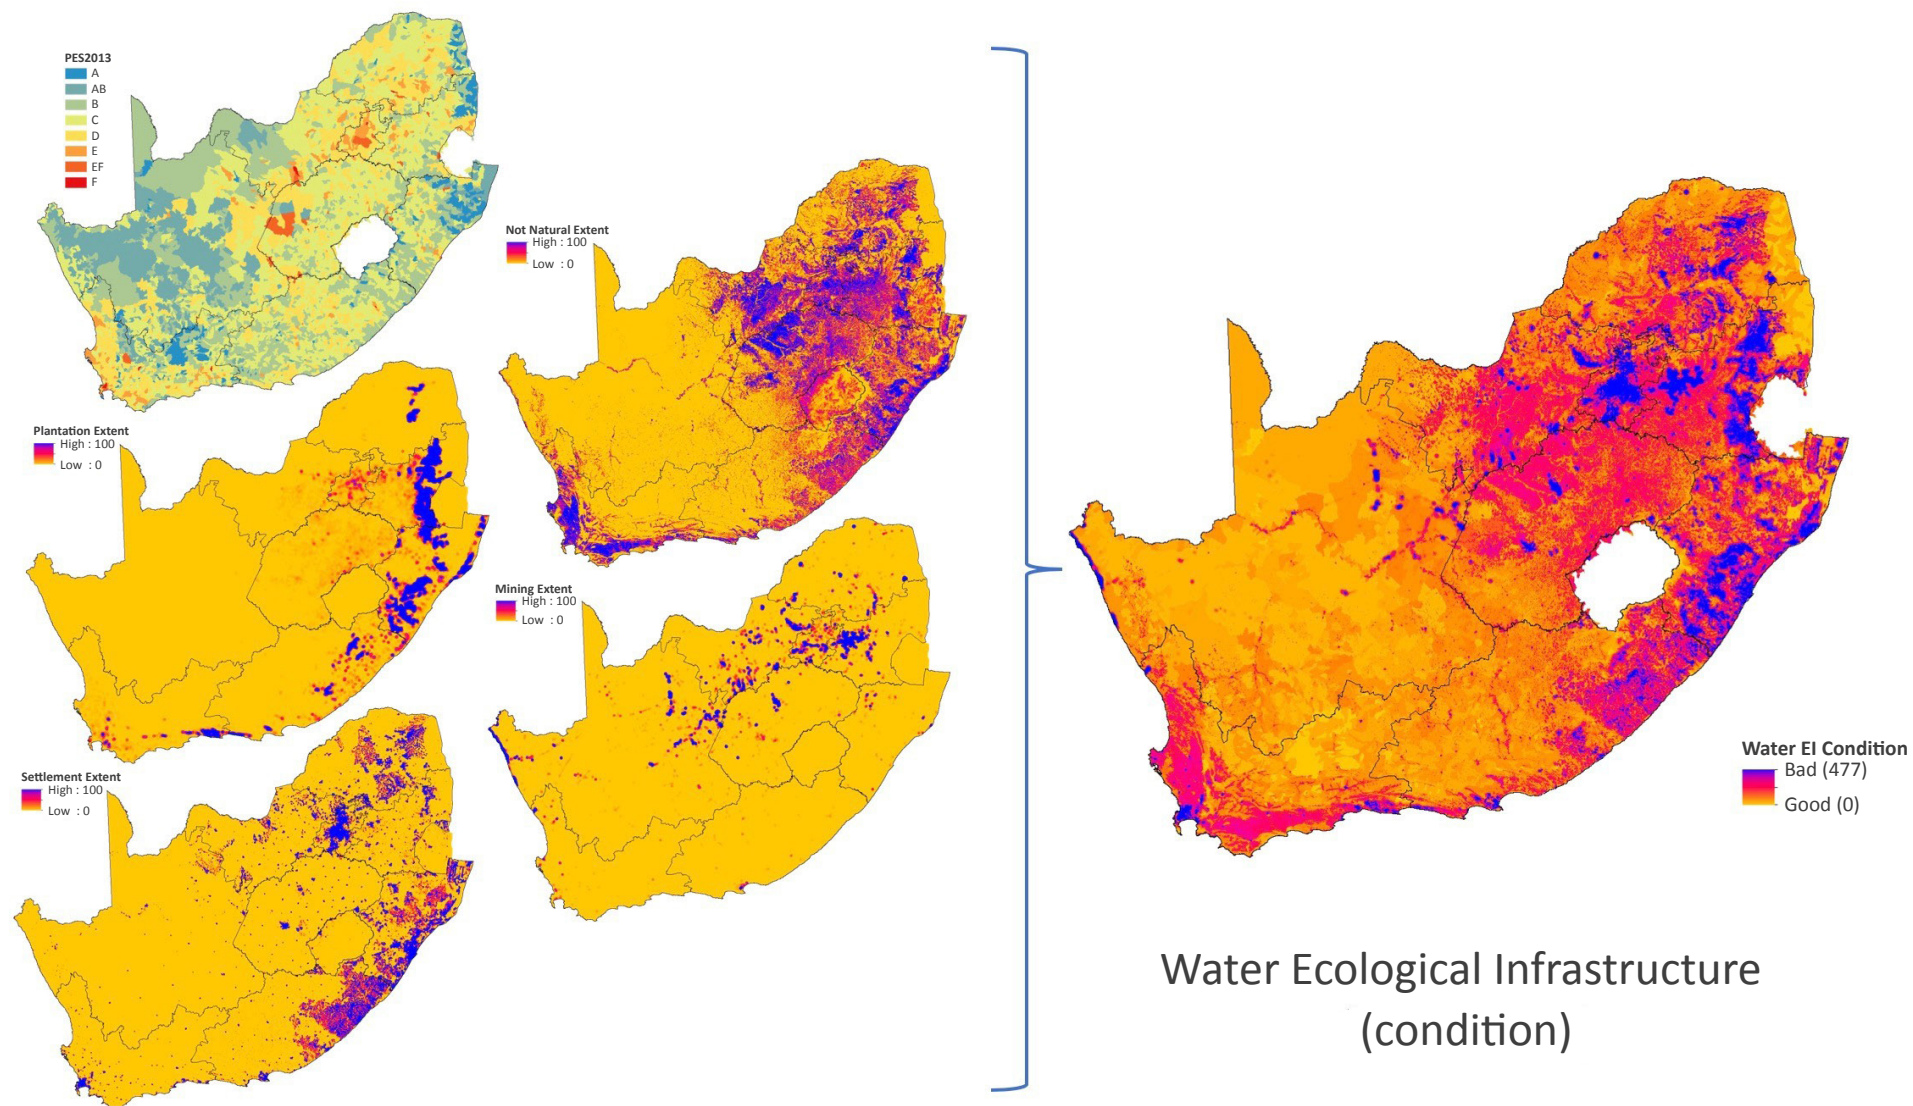 PES2013
A
AB
B
C
D
E
EF
F
Not Natural Extent
High : 100
Low : 0
Plantation Extent
High : 100
Low : 0
Mining Extent
High : 100
Low : 0
Settlement Extent
High : 100
Low : 0
Water EI Condition
Bad (477)
Good (0)
Water Ecological Infrastructure
(condition)